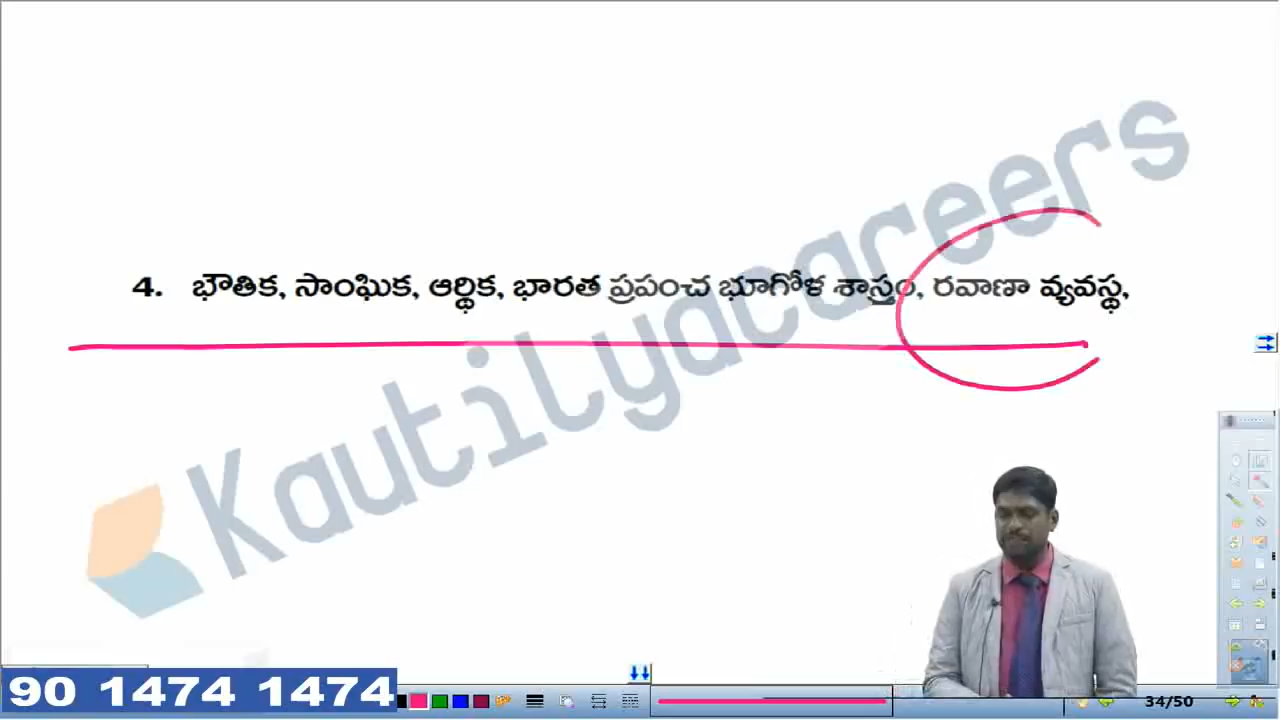 Kautilyacareers
4. భౌతిక, సాంఘిక, ఆర్థిక, భారత ప్రపంచ భూగోళ శాస్త్రం, రవాణా వ్యవస్థ,
90 1474 1474
34/50